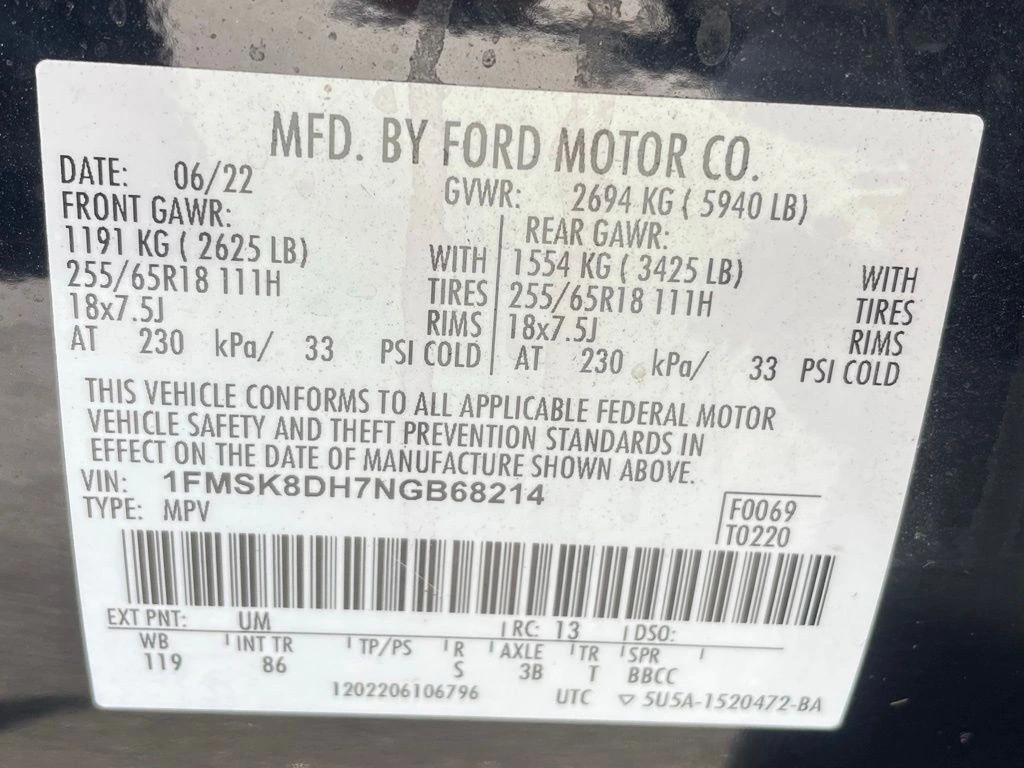 MFD. BY FORD MOTOR CO.
DATE: 06/22 GVWR: 2694 KG ( 5940 LB)
FRONT GAWR: REAR GAWR:
1191 KG ( 2625 LB) WITH 1554 KG ( 3425 LB) WITH
255/65R18 111H TIRES 255/65R18 111H TIRES
18x7.5J RIMS 18x7.5J RIMS
AT 230 kPa/ 33 PSI COLD AT 230 kPa/ 33 PSI COLD
THIS VEHICLE CONFORMS TO ALL APPLICABLE FEDERAL MOTOR
VEHICLE SAFETY AND THEFT PREVENTION STANDARDS IN
EFFECT ON THE DATE OF MANUFACTURE SHOWN ABOVE.
VIN: 1FMSK8DH7NGB68214
TYPE: MPV
F0069
T0220
EXT PNT: UM RC: 13 DSO:
WB INT TR TP/PS R AXLE TR SPR
119 86 S 3B T BBCC
1202206106796 UTC ▽ 5U5A-1520472-BA